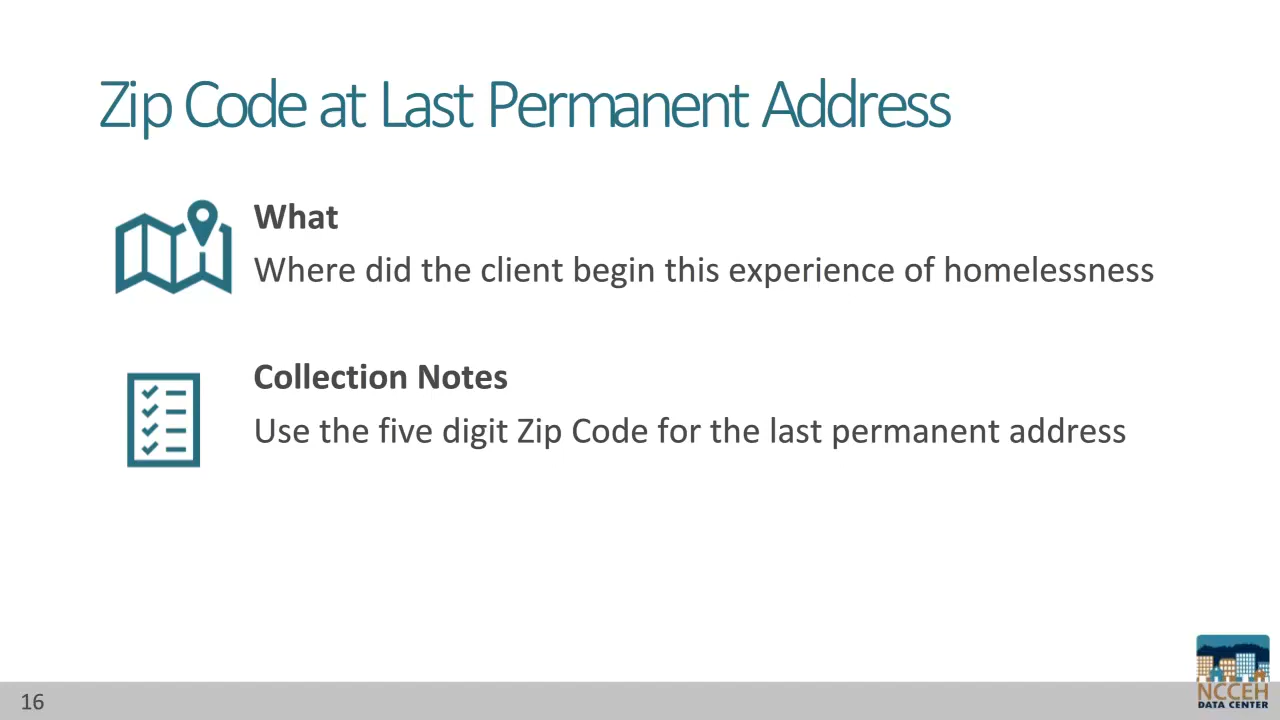 Zip Code at Last Permanent Address
What
Where did the client begin this experience of homelessness
Collection Notes
Use the five digit Zip Code for the last permanent address
16
NCCEH
DATA CENTER